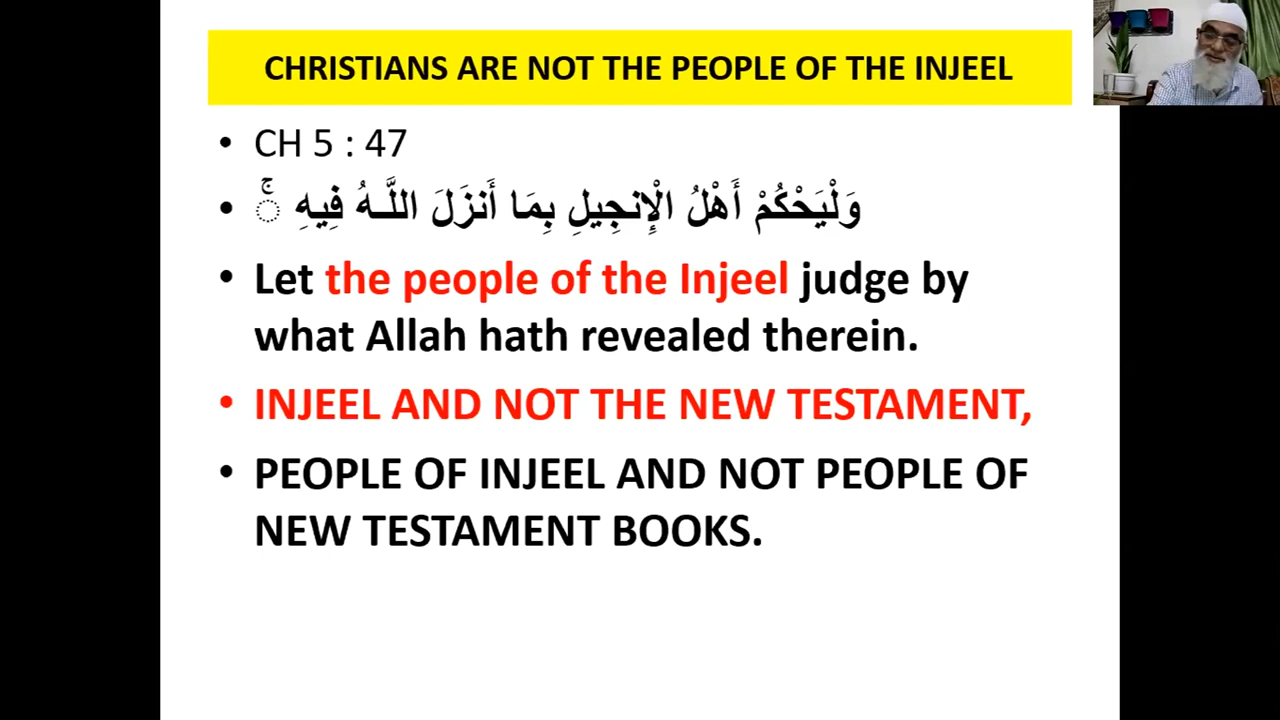 CHRISTIANS ARE NOT THE PEOPLE OF THE INJEEL
• CH 5 : 47
• وَلْيَحْكُمْ أَهْلُ الْإِنجِيلِ بِمَا أَنزَلَ اللَّـهُ فِيهِ ۚ
• Let the people of the Injeel judge by
what Allah hath revealed therein.
• INJEEL AND NOT THE NEW TESTAMENT,
• PEOPLE OF INJEEL AND NOT PEOPLE OF
NEW TESTAMENT BOOKS.